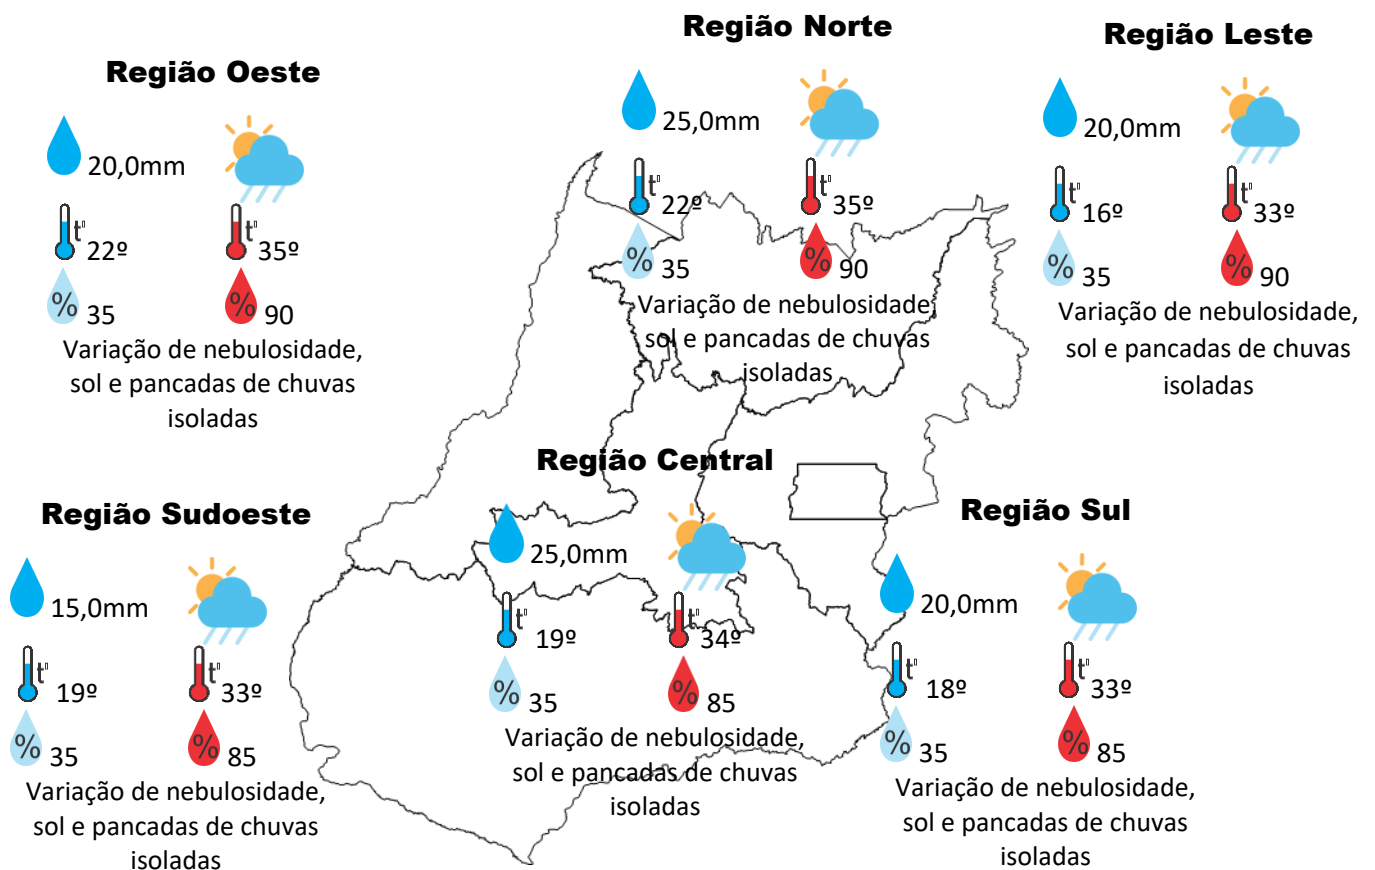 Região Oeste
20,0mm
t°
22º
t°
35º
%
35
%
90
Variação de nebulosidade,
sol e pancadas de chuvas
isoladas
Região Norte
25,0mm
t°
22º
t°
35º
%
35
%
90
Variação de nebulosidade,
sol e pancadas de chuvas
isoladas
Região Leste
20,0mm
t°
16º
t°
33º
%
35
%
90
Variação de nebulosidade,
sol e pancadas de chuvas
isoladas
Região Sudoeste
15,0mm
t°
19º
t°
33º
%
35
%
85
Variação de nebulosidade,
sol e pancadas de chuvas
isoladas
Região Central
25,0mm
t°
19º
t°
34º
%
35
%
85
Variação de nebulosidade,
sol e pancadas de chuvas
isoladas
Região Sul
20,0mm
t°
18º
t°
33º
%
35
%
85
Variação de nebulosidade,
sol e pancadas de chuvas
isoladas